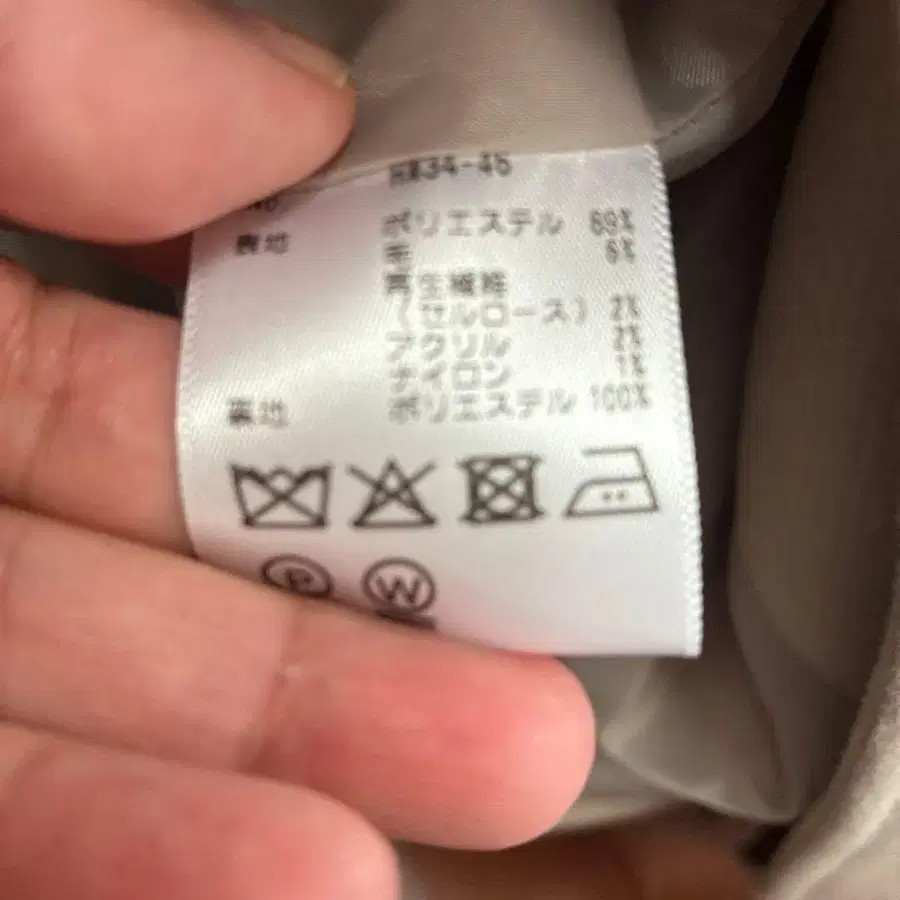 HW34-45
No
表地 ポリエステル 89%
毛 6%
再生繊維
(セルロース) 2%
アクリル 2%
ナイロン 1%
裏地 ポリエステル 100%
P W